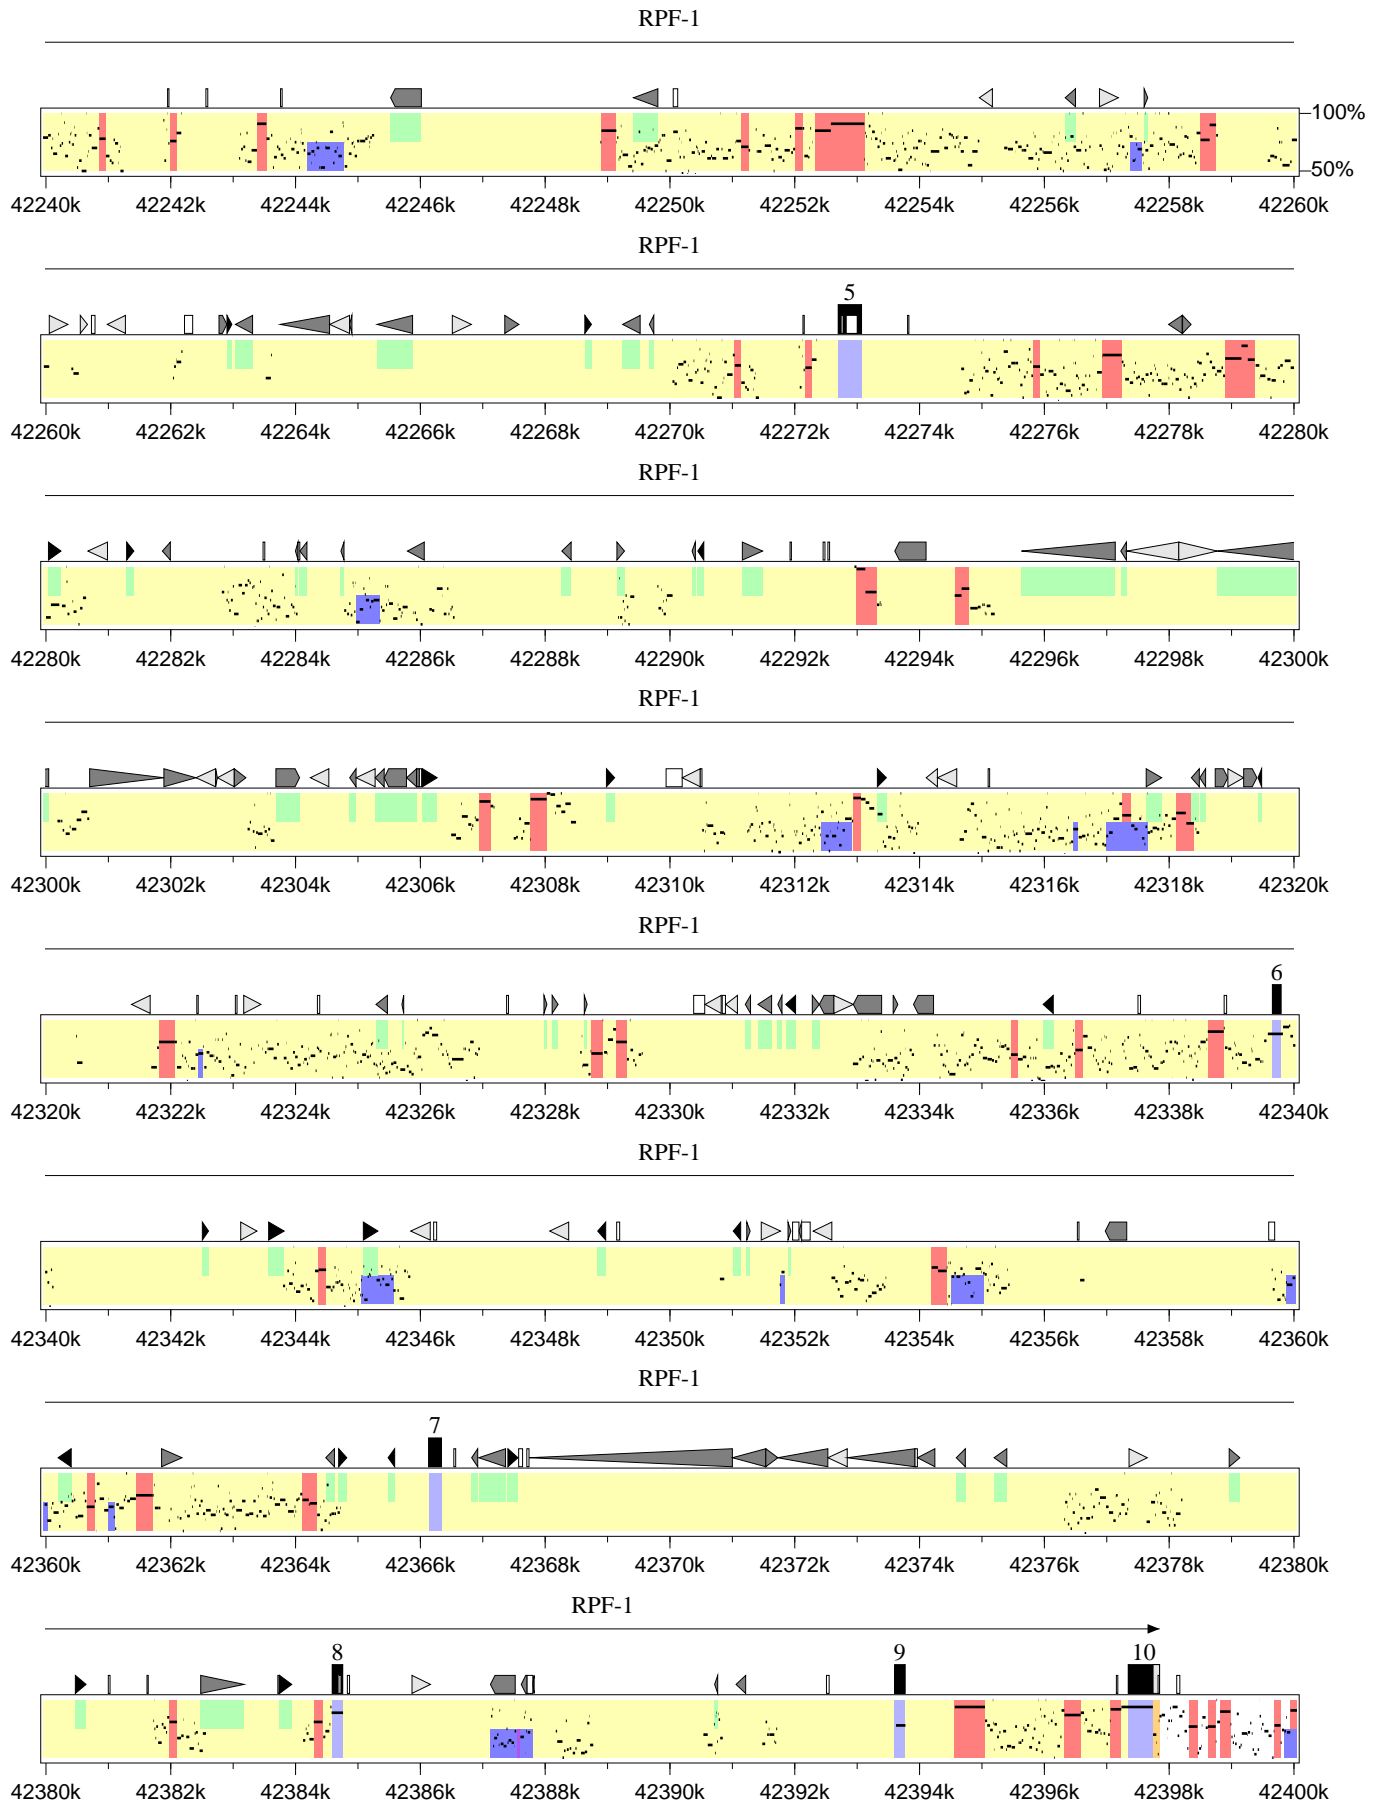 RPF-1
100%
50%
42240k 42242k 42244k 42246k 42248k 42250k 42252k 42254k 42256k 42258k 42260k
RPF-1
5
42260k 42262k 42264k 42266k 42268k 42270k 42272k 42274k 42276k 42278k 42280k
RPF-1
42280k 42282k 42284k 42286k 42288k 42290k 42292k 42294k 42296k 42298k 42300k
RPF-1
42300k 42302k 42304k 42306k 42308k 42310k 42312k 42314k 42316k 42318k 42320k
RPF-1
6
42320k 42322k 42324k 42326k 42328k 42330k 42332k 42334k 42336k 42338k 42340k
RPF-1
42340k 42342k 42344k 42346k 42348k 42350k 42352k 42354k 42356k 42358k 42360k
RPF-1
7
42360k 42362k 42364k 42366k 42368k 42370k 42372k 42374k 42376k 42378k 42380k
RPF-1
8 9 10
42380k 42382k 42384k 42386k 42388k 42390k 42392k 42394k 42396k 42398k 42400k